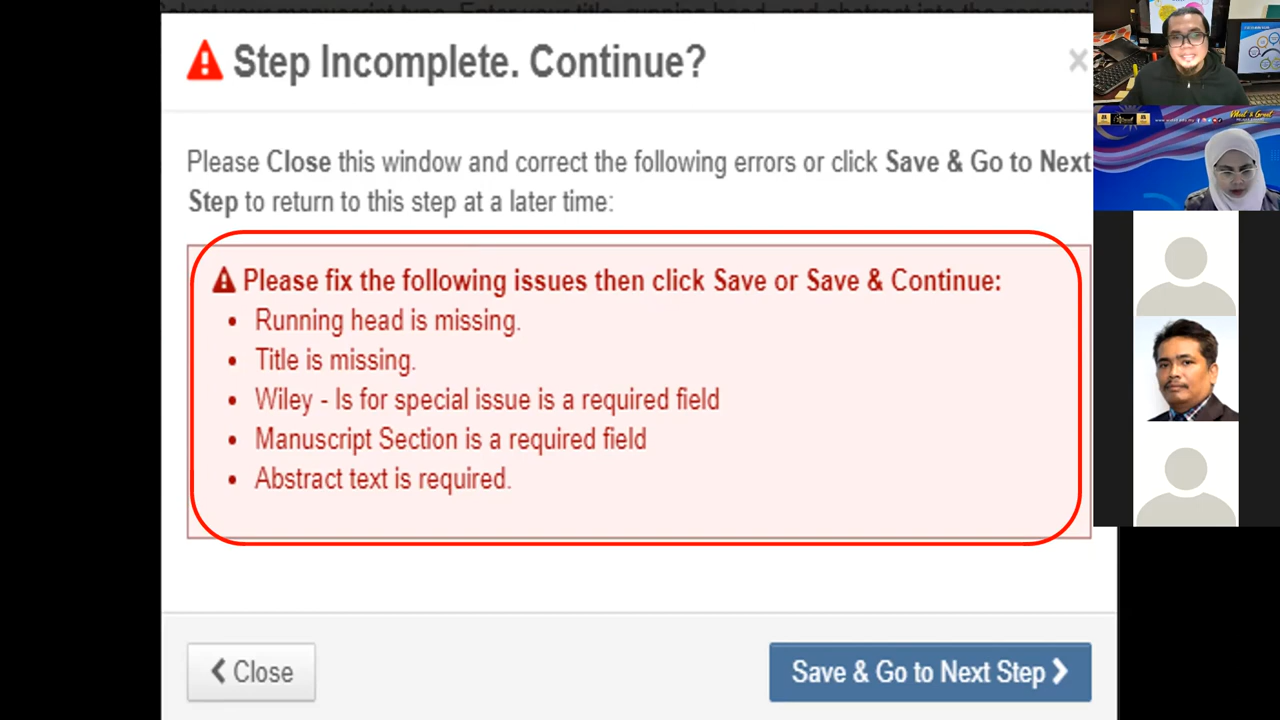 Step Incomplete. Continue?
×
Please Close this window and correct the following errors or click Save & Go to Next
Step to return to this step at a later time:
Please fix the following issues then click Save or Save & Continue:
• Running head is missing.
• Title is missing.
• Wiley - Is for special issue is a required field
• Manuscript Section is a required field
• Abstract text is required.
Close
Save & Go to Next Step
Meet & Greet